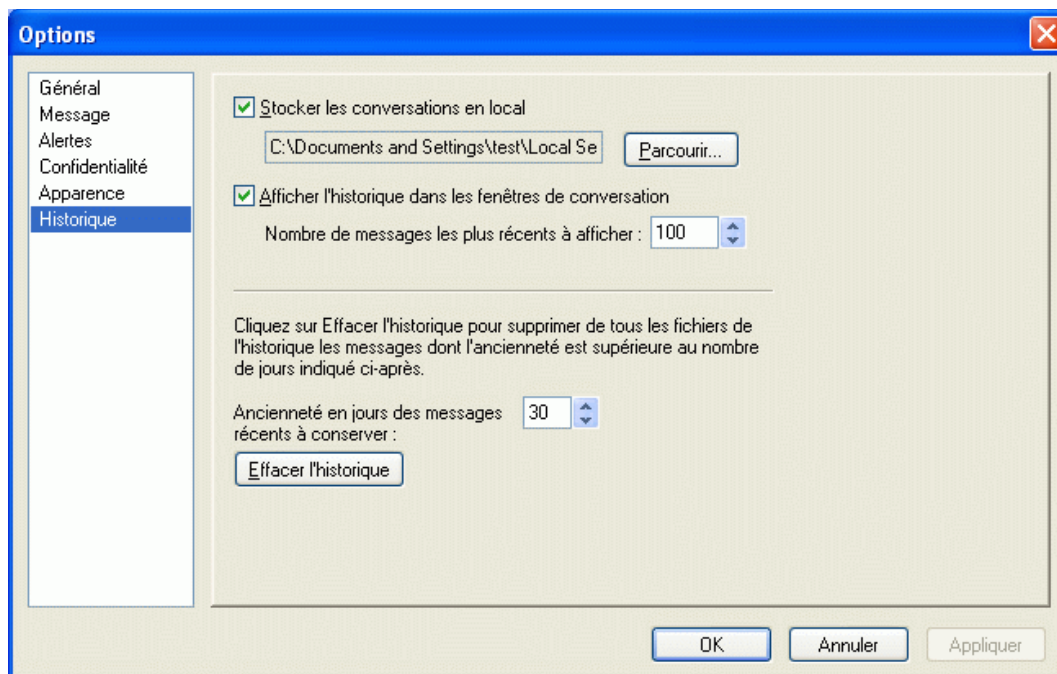 Options
Général
Message
Alertes
Confidentialité
Apparence
Historique
Stocker les conversations en local
C:\Documents and Settings\test\Local Se
Parcourir...
Afficher l'historique dans les fenêtres de conversation
Nombre de messages les plus récents à afficher :
100
Cliquez sur Effacer l'historique pour supprimer de tous les fichiers de
l'historique les messages dont l'ancienneté est supérieure au nombre
de jours indiqué ci-après.
Ancienneté en jours des messages
récents à conserver :
30
Effacer l'historique
OK
Annuler
Appliquer